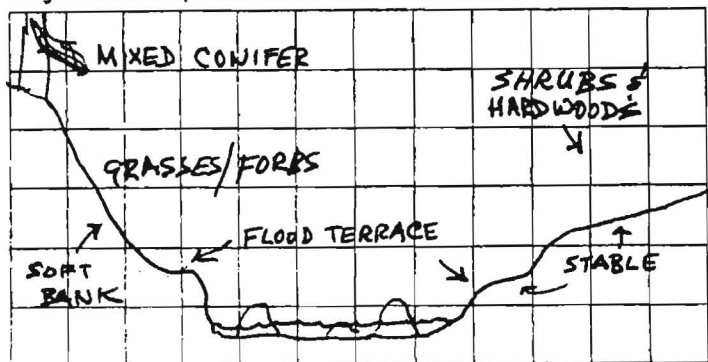 MIXED CONIFER
SHRUBS &
HARDWOODS
GRASSES/FORBS
FLOOD TERRACE
SOFT
BANK
STABLE